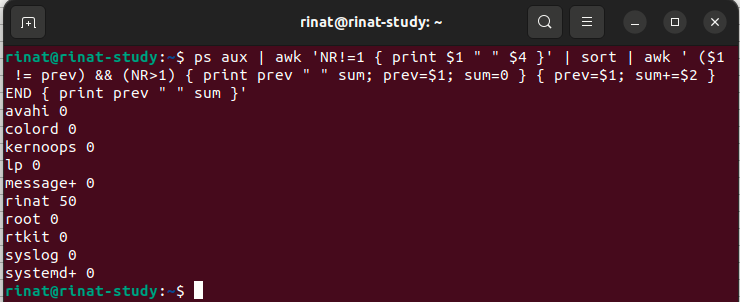 rinat@rinat-study: ~
rinat@rinat-study:~$ ps aux | awk 'NR!=1 { print $1 " " $4 }' | sort | awk ' ($1
 != prev) && (NR>1) { print prev " " sum; prev=$1; sum=0 } { prev=$1; sum+=$2 }
END { print prev " " sum }'
avahi 0
colord 0
kernoops 0
lp 0
message+ 0
rinat 50
root 0
rtkit 0
syslog 0
systemd+ 0
rinat@rinat-study:~$